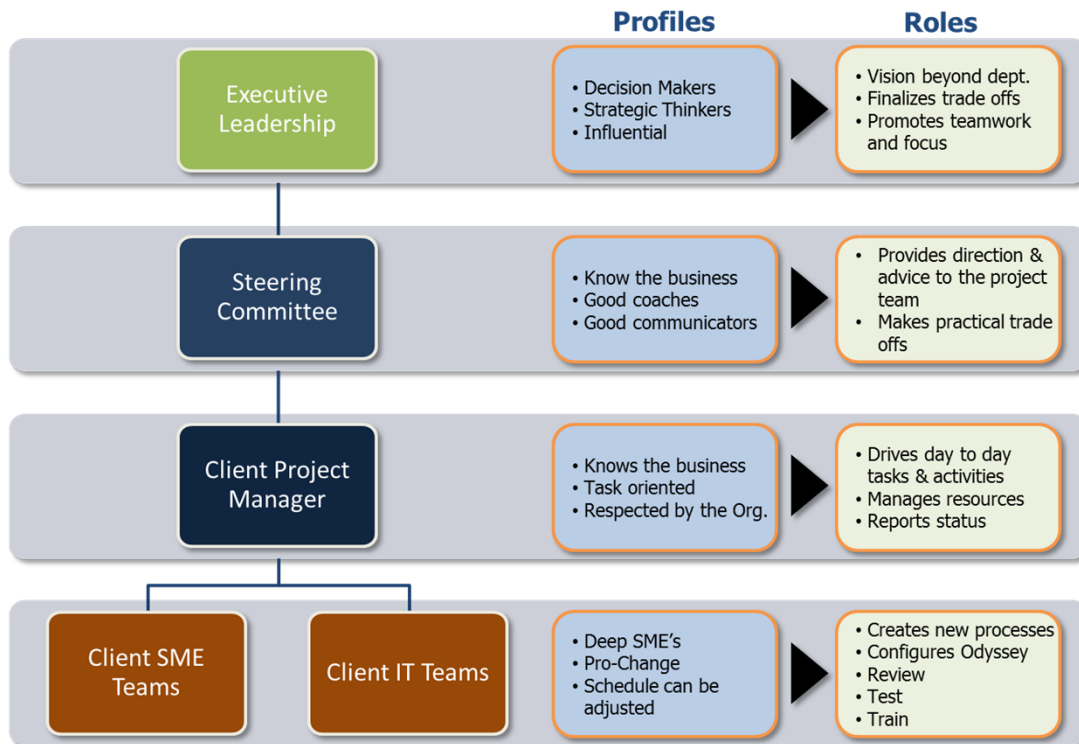 Profiles
Roles
Executive
Leadership
• Decision Makers
• Strategic Thinkers
• Influential
• Vision beyond dept.
• Finalizes trade offs
• Promotes teamwork
and focus
Steering
Committee
• Know the business
• Good coaches
• Good communicators
• Provides direction &
advice to the project
team
• Makes practical trade
offs
Client Project
Manager
• Knows the business
• Task oriented
• Respected by the Org.
• Drives day to day
tasks & activities
• Manages resources
• Reports status
Client SME
Teams
Client IT Teams
• Deep SME's
• Pro-Change
• Schedule can be
adjusted
• Creates new processes
• Configures Odyssey
• Review
• Test
• Train